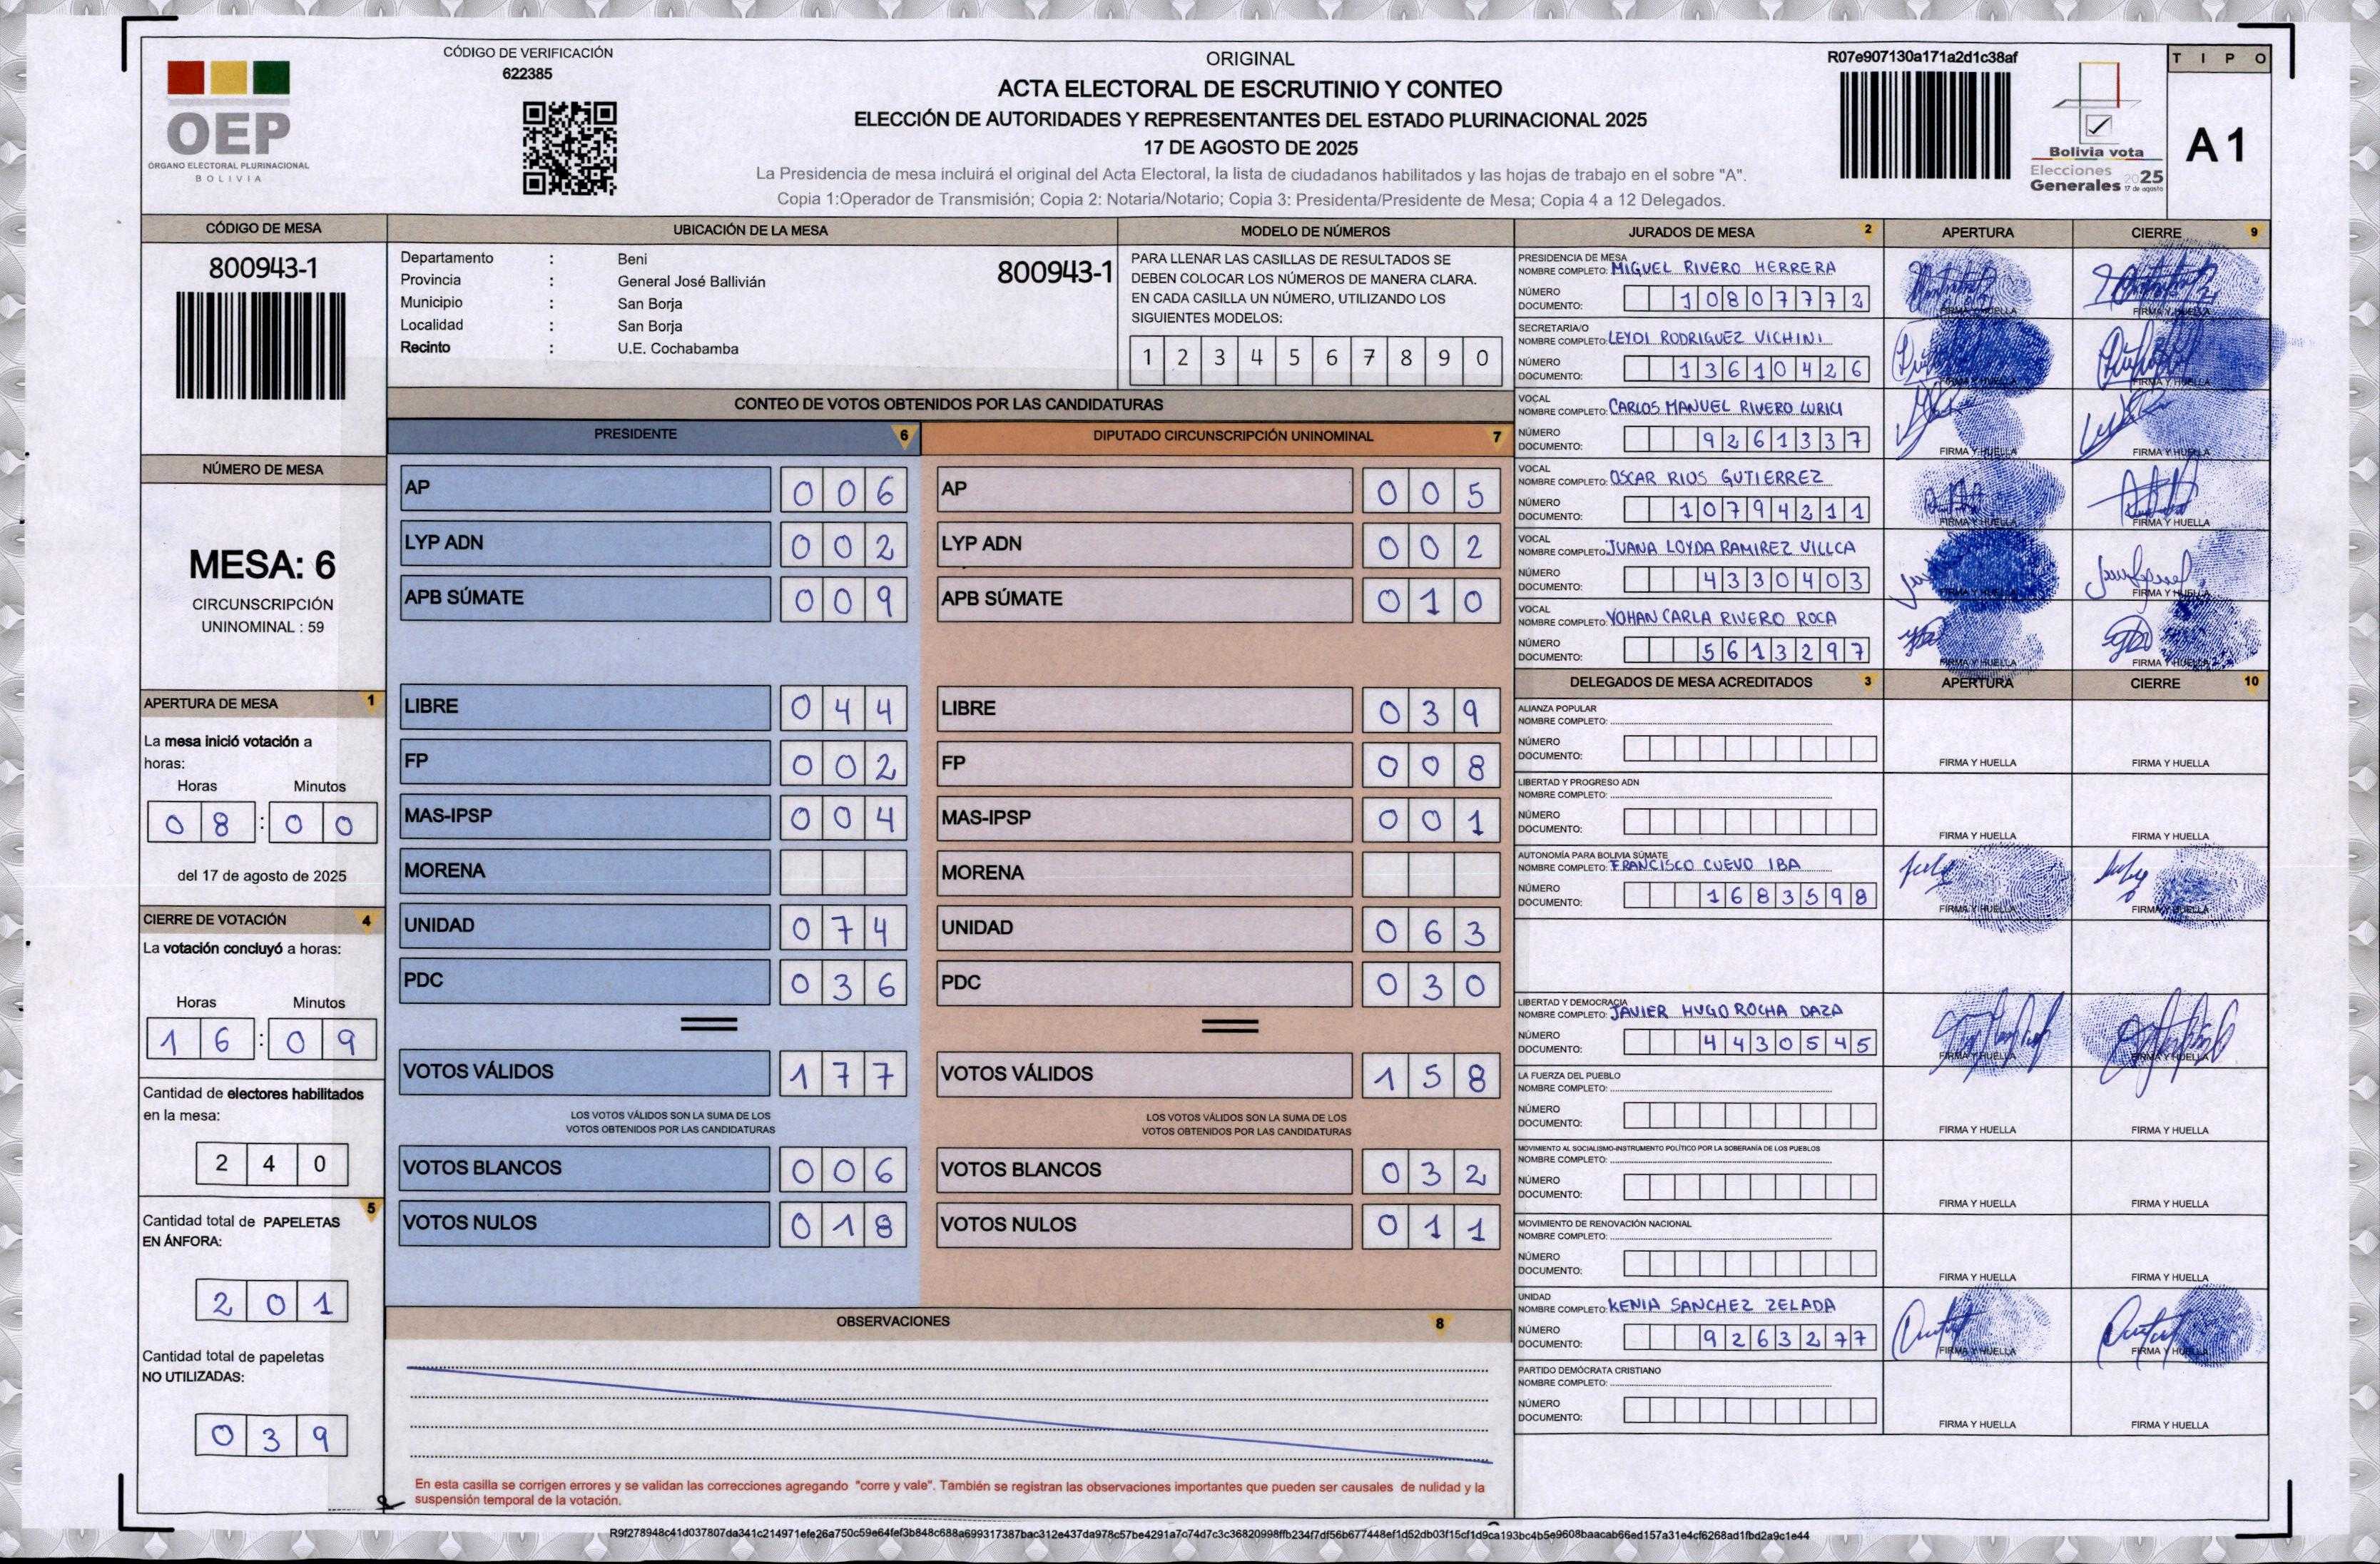 CÓDIGO DE VERIFICACIÓN
622385
OEP
ÓRGANO ELECTORAL PLURINACIONAL
BOLIVIA
ORIGINAL
ACTA ELECTORAL DE ESCRUTINIO Y CONTEO
ELECCIÓN DE AUTORIDADES Y REPRESENTANTES DEL ESTADO PLURINACIONAL 2025
17 DE AGOSTO DE 2025
La Presidencia de mesa incluirá el original del Acta Electoral, la lista de ciudadanos habilitados y las hojas de trabajo en el sobre "A".
Copia 1:Operador de Transmisión; Copia 2: Notaria/Notario; Copia 3: Presidenta/Presidente de Mesa; Copia 4 a 12 Delegados.
R07e907130a171a2d1c38af
Bolivia vota
Elecciones
Generales 2025
17 de agosto
TIPO
A1
CÓDIGO DE MESA
800943-1
NÚMERO DE MESA
MESA: 6
CIRCUNSCRIPCIÓN
UNINOMINAL : 59
APERTURA DE MESA 1
La mesa inició votación a
horas:
Horas Minutos
08:00
del 17 de agosto de 2025
CIERRE DE VOTACIÓN 4
La votación concluyó a horas:
Horas Minutos
16:09
Cantidad de electores habilitados
en la mesa:
240
5
Cantidad total de PAPELETAS
EN ÁNFORA:
201
Cantidad total de papeletas
NO UTILIZADAS:
039
UBICACIÓN DE LA MESA
Departamento : Beni
800943-1
Provincia : General José Ballivián
Municipio : San Borja
Localidad : San Borja
Recinto : U.E. Cochabamba
MODELO DE NÚMEROS
PARA LLENAR LAS CASILLAS DE RESULTADOS SE
DEBEN COLOCAR LOS NÚMEROS DE MANERA CLARA.
EN CADA CASILLA UN NÚMERO, UTILIZANDO LOS
SIGUIENTES MODELOS:
1 2 3 4 5 6 7 8 9 0
CONTEO DE VOTOS OBTENIDOS POR LAS CANDIDATURAS
PRESIDENTE 6
AP 006
LYP ADN 002
APB SÚMATE 009
LIBRE 044
FP 002
MAS-IPSP 004
MORENA
UNIDAD 074
PDC 036
VOTOS VÁLIDOS 177
LOS VOTOS VÁLIDOS SON LA SUMA DE LOS
VOTOS OBTENIDOS POR LAS CANDIDATURAS
VOTOS BLANCOS 006
VOTOS NULOS 018
DIPUTADO CIRCUNSCRIPCIÓN UNINOMINAL 7
AP 005
LYP ADN 002
APB SÚMATE 010
LIBRE 039
FP 008
MAS-IPSP 001
MORENA
UNIDAD 063
PDC 030
VOTOS VÁLIDOS 158
LOS VOTOS VÁLIDOS SON LA SUMA DE LOS
VOTOS OBTENIDOS POR LAS CANDIDATURAS
VOTOS BLANCOS 032
VOTOS NULOS 011
OBSERVACIONES 8
En esta casilla se corrigen errores y se validan las correcciones agregando "corre y vale". También se registran las observaciones importantes que pueden ser causales de nulidad y la
suspensión temporal de la votación.
JURADOS DE MESA 2 APERTURA CIERRE 9
PRESIDENCIA DE MESA
NOMBRE COMPLETO: MIGUEL RIVERO HERRERA
NÚMERO
DOCUMENTO: 10807772
FIRMA Y HUELLA FIRMA Y HUELLA
SECRETARIA/O
NOMBRE COMPLETO: LEYDI RODRIGUEZ VICHINI
NÚMERO
DOCUMENTO: 13610426
FIRMA Y HUELLA FIRMA Y HUELLA
VOCAL
NOMBRE COMPLETO: CARLOS MANUEL RIVERO LURICI
NÚMERO
DOCUMENTO: 9261337
FIRMA Y HUELLA FIRMA Y HUELLA
VOCAL
NOMBRE COMPLETO: OSCAR RIOS GUTIERREZ
NÚMERO
DOCUMENTO: 10794211
FIRMA Y HUELLA FIRMA Y HUELLA
VOCAL
NOMBRE COMPLETO: JUANA LOYDA RAMIREZ VILLCA
NÚMERO
DOCUMENTO: 4330403
FIRMA Y HUELLA FIRMA Y HUELLA
VOCAL
NOMBRE COMPLETO: YOHAN CARLA RIVERO ROCA
NÚMERO
DOCUMENTO: 5613297
FIRMA Y HUELLA FIRMA Y HUELLA
DELEGADOS DE MESA ACREDITADOS 3 APERTURA CIERRE 10
ALIANZA POPULAR
NOMBRE COMPLETO:
NÚMERO
DOCUMENTO:
FIRMA Y HUELLA FIRMA Y HUELLA
LIBERTAD Y PROGRESO ADN
NOMBRE COMPLETO:
NÚMERO
DOCUMENTO:
FIRMA Y HUELLA FIRMA Y HUELLA
AUTONOMÍA PARA BOLIVIA SÚMATE
NOMBRE COMPLETO: FRANCISCO CUEVO IBA
NÚMERO
DOCUMENTO: 1683598
FIRMA Y HUELLA FIRMA Y HUELLA
LIBERTAD Y DEMOCRACIA
NOMBRE COMPLETO: JAVIER HUGO ROCHA DAZA
NÚMERO
DOCUMENTO: 4430545
FIRMA Y HUELLA FIRMA Y HUELLA
LA FUERZA DEL PUEBLO
NOMBRE COMPLETO:
NÚMERO
DOCUMENTO:
FIRMA Y HUELLA FIRMA Y HUELLA
MOVIMIENTO AL SOCIALISMO-INSTRUMENTO POLÍTICO POR LA SOBERANÍA DE LOS PUEBLOS
NOMBRE COMPLETO:
NÚMERO
DOCUMENTO:
FIRMA Y HUELLA FIRMA Y HUELLA
MOVIMIENTO DE RENOVACIÓN NACIONAL
NOMBRE COMPLETO:
NÚMERO
DOCUMENTO:
FIRMA Y HUELLA FIRMA Y HUELLA
UNIDAD
NOMBRE COMPLETO: KENIA SANCHEZ ZELADA
NÚMERO
DOCUMENTO: 9263277
FIRMA Y HUELLA FIRMA Y HUELLA
PARTIDO DEMÓCRATA CRISTIANO
NOMBRE COMPLETO:
NÚMERO
DOCUMENTO:
FIRMA Y HUELLA FIRMA Y HUELLA